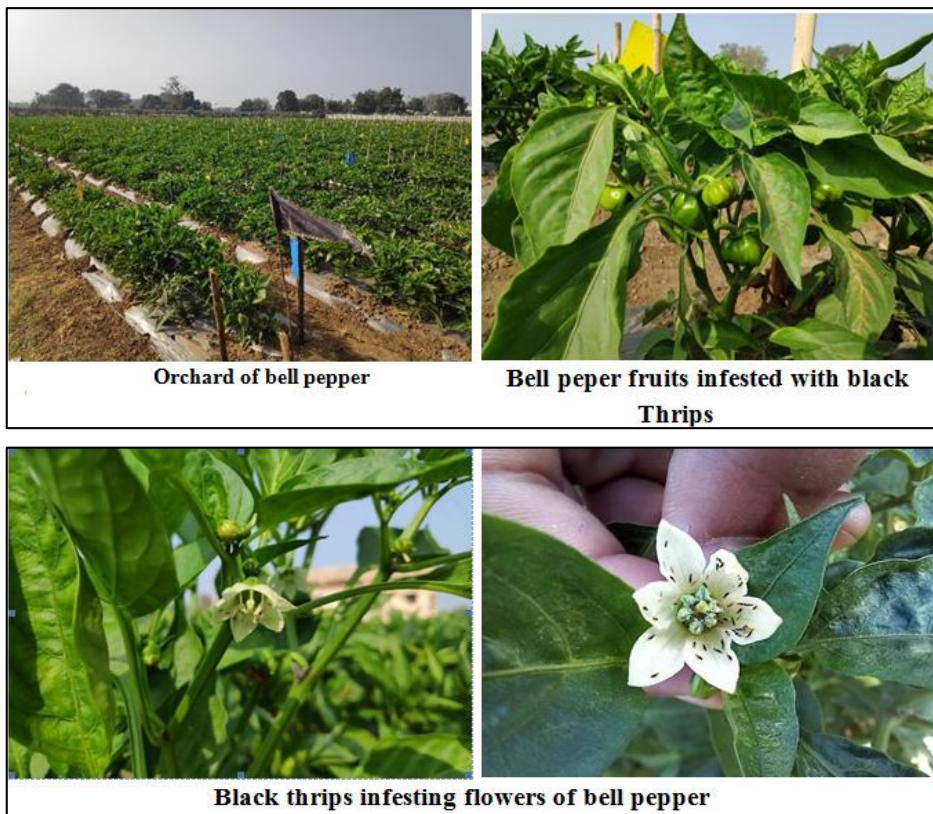 Orchard of bell pepper
Bell peper fruits infested with black
Thrips
Black thrips infesting flowers of bell pepper